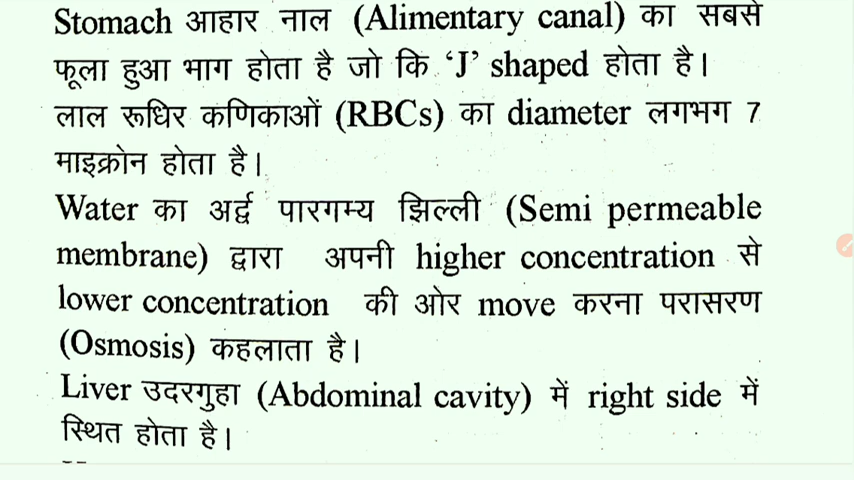 Stomach आहार नाल (Alimentary canal) का सबसे
फूला हुआ भाग होता है जो कि 'J' shaped होता है।
लाल रूधिर कणिकाओं (RBCs) का diameter लगभग 7
माइक्रोन होता है।
Water का अर्द्व पारगम्य झिल्ली (Semi permeable
membrane) द्वारा अपनी higher concentration से
lower concentration की ओर move करना परासरण
(Osmosis) कहलाता है।
Liver उदरगुहा (Abdominal cavity) में right side में
स्थित होता है।